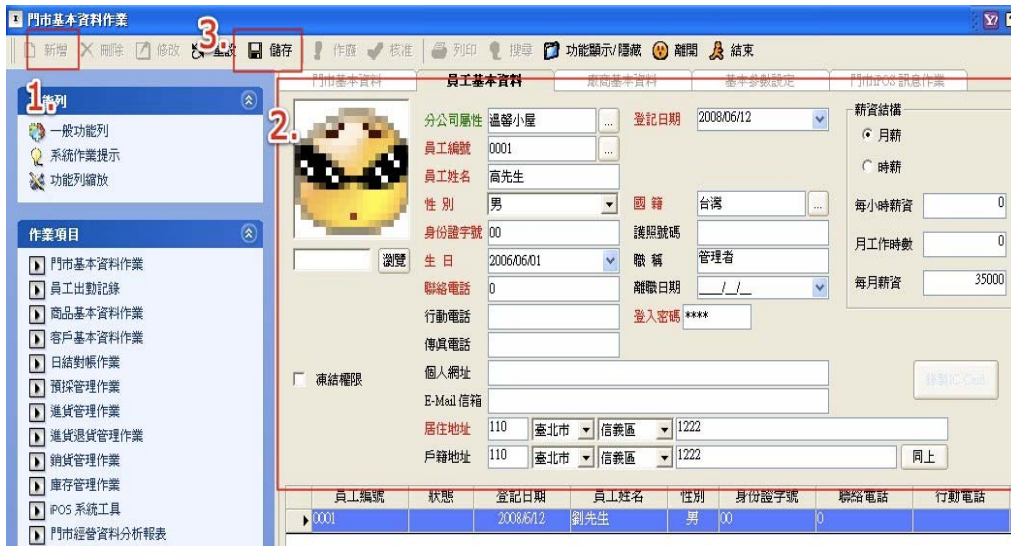 門市基本資料作業
新增 刪除 修改 3. 重設 儲存 作廢 核准 列印 搜尋 功能顯示/隱藏 離開 結束
門市基本資料 員工基本資料 廠商基本資料 基本參數設定 門市POS訊息作業
1. 能列
一般功能列
系統作業提示
功能列縮放
作業項目
門市基本資料作業
員工出勤記錄
商品基本資料作業
客戶基本資料作業
日結對帳作業
預採管理作業
進貨管理作業
進貨退貨管理作業
銷貨管理作業
庫存管理作業
iPOS 系統工具
門市經營資料分析報表
2.
瀏覽
凍結權限
分公司屬性 溫馨小屋 ... 登記日期 2008/06/12
員工編號 0001 ...
員工姓名 高先生
性 別 男 國 籍 台灣 ...
身份證字號 00 護照號碼
生 日 2006/06/01 職 稱 管理者
聯絡電話 0 離職日期 __/_/__
行動電話 登入密碼 ****
傳真電話
個人網址
E-Mail 信箱
居住地址 110 臺北市 信義區 1222
戶籍地址 110 臺北市 信義區 1222 同上
薪資結構
月薪
時薪
每小時薪資 0
月工作時數 0
每月薪資 35000
員工編號 狀態 登記日期 員工姓名 性別 身份證字號 聯絡電話 行動電話
0001 2008/6/12 劉先生 男 00 0